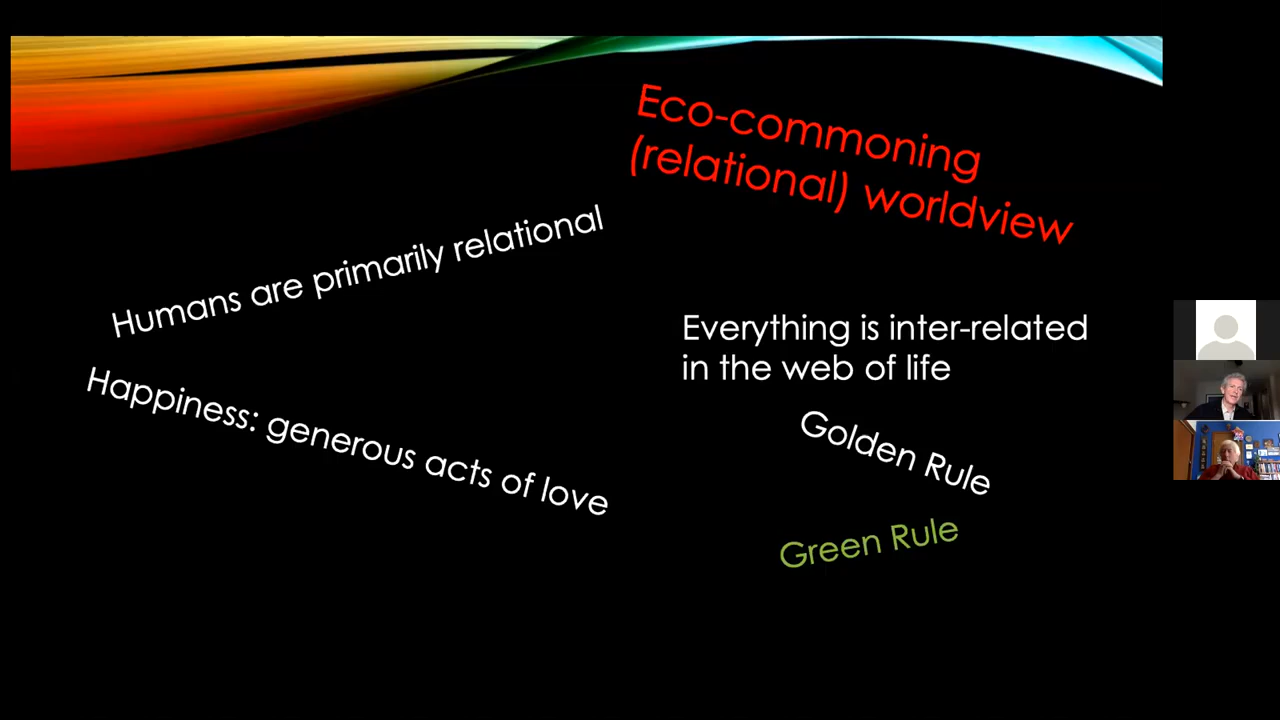 Eco-commoning
(relational) worldview
Humans are primarily relational
Happiness: generous acts of love
Everything is inter-related
in the web of life
Golden Rule
Green Rule